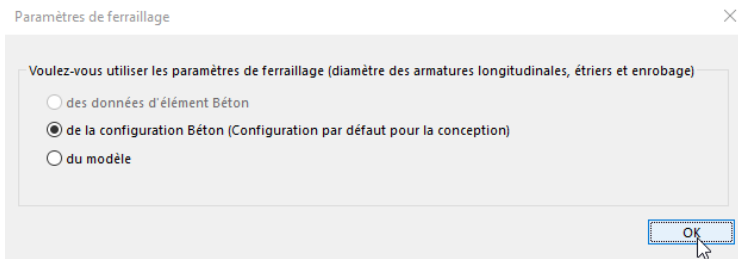 Paramètres de ferraillage
Voulez-vous utiliser les paramètres de ferraillage (diamètre des armatures longitudinales, étriers et enrobage)
des données d'élément Béton
de la configuration Béton (Configuration par défaut pour la conception)
du modèle
OK